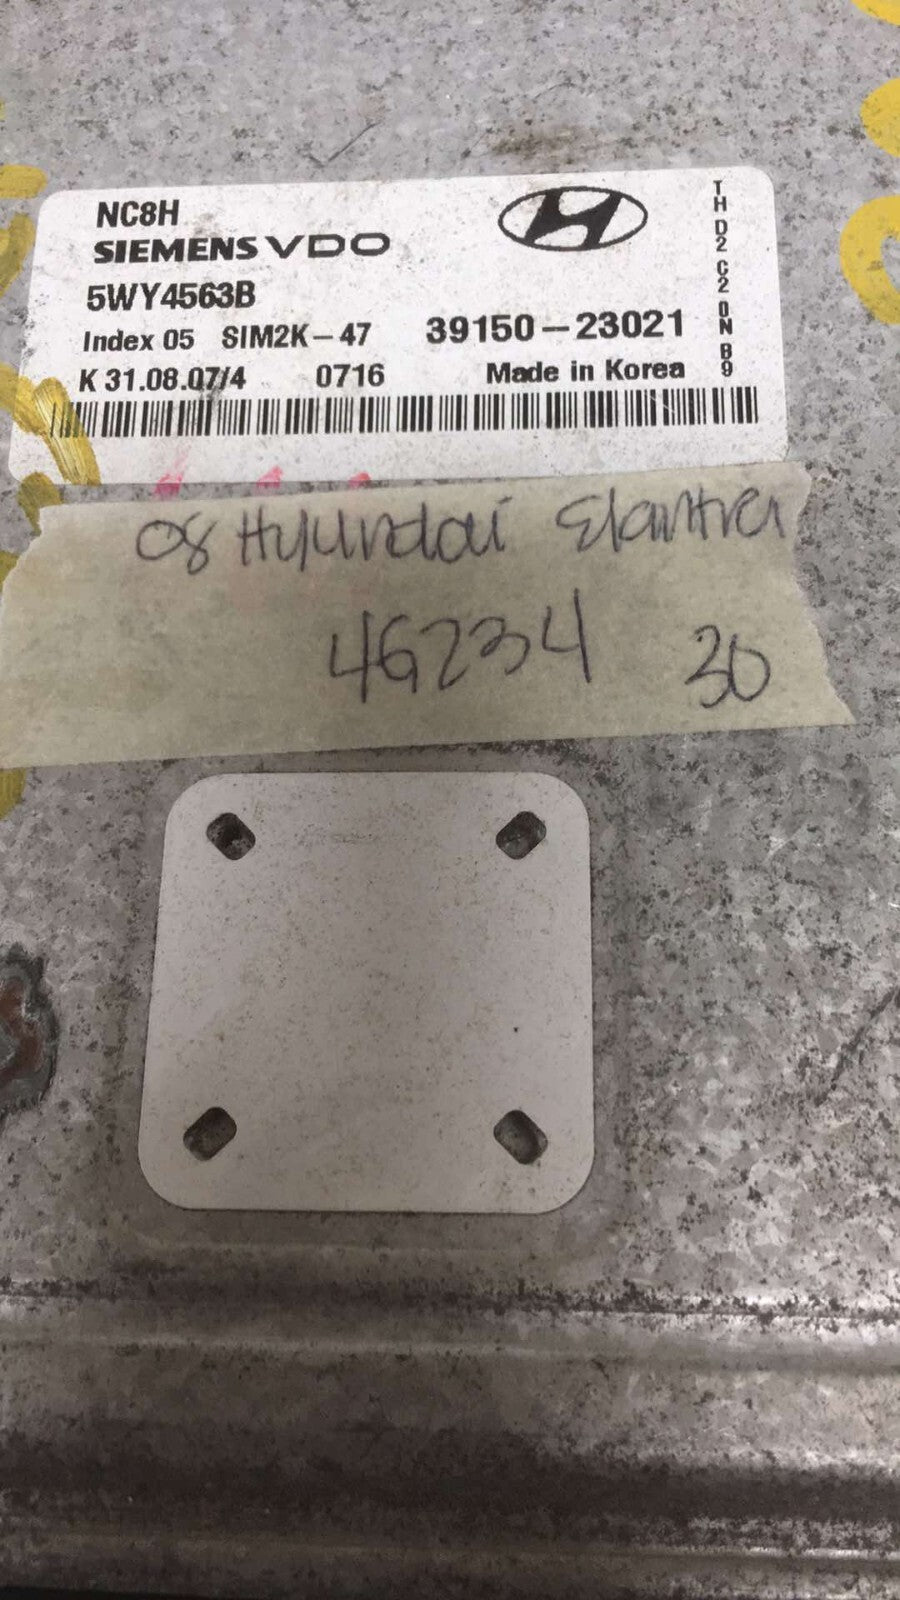 NC8H
SIEMENS VDO
5WY4563B
Index 05 SIM2K-47 39150-23021
K 31.08.07/4 0716 Made in Korea
TH D2 C2 0N B9
08 Hyundai Elantra
46234 30